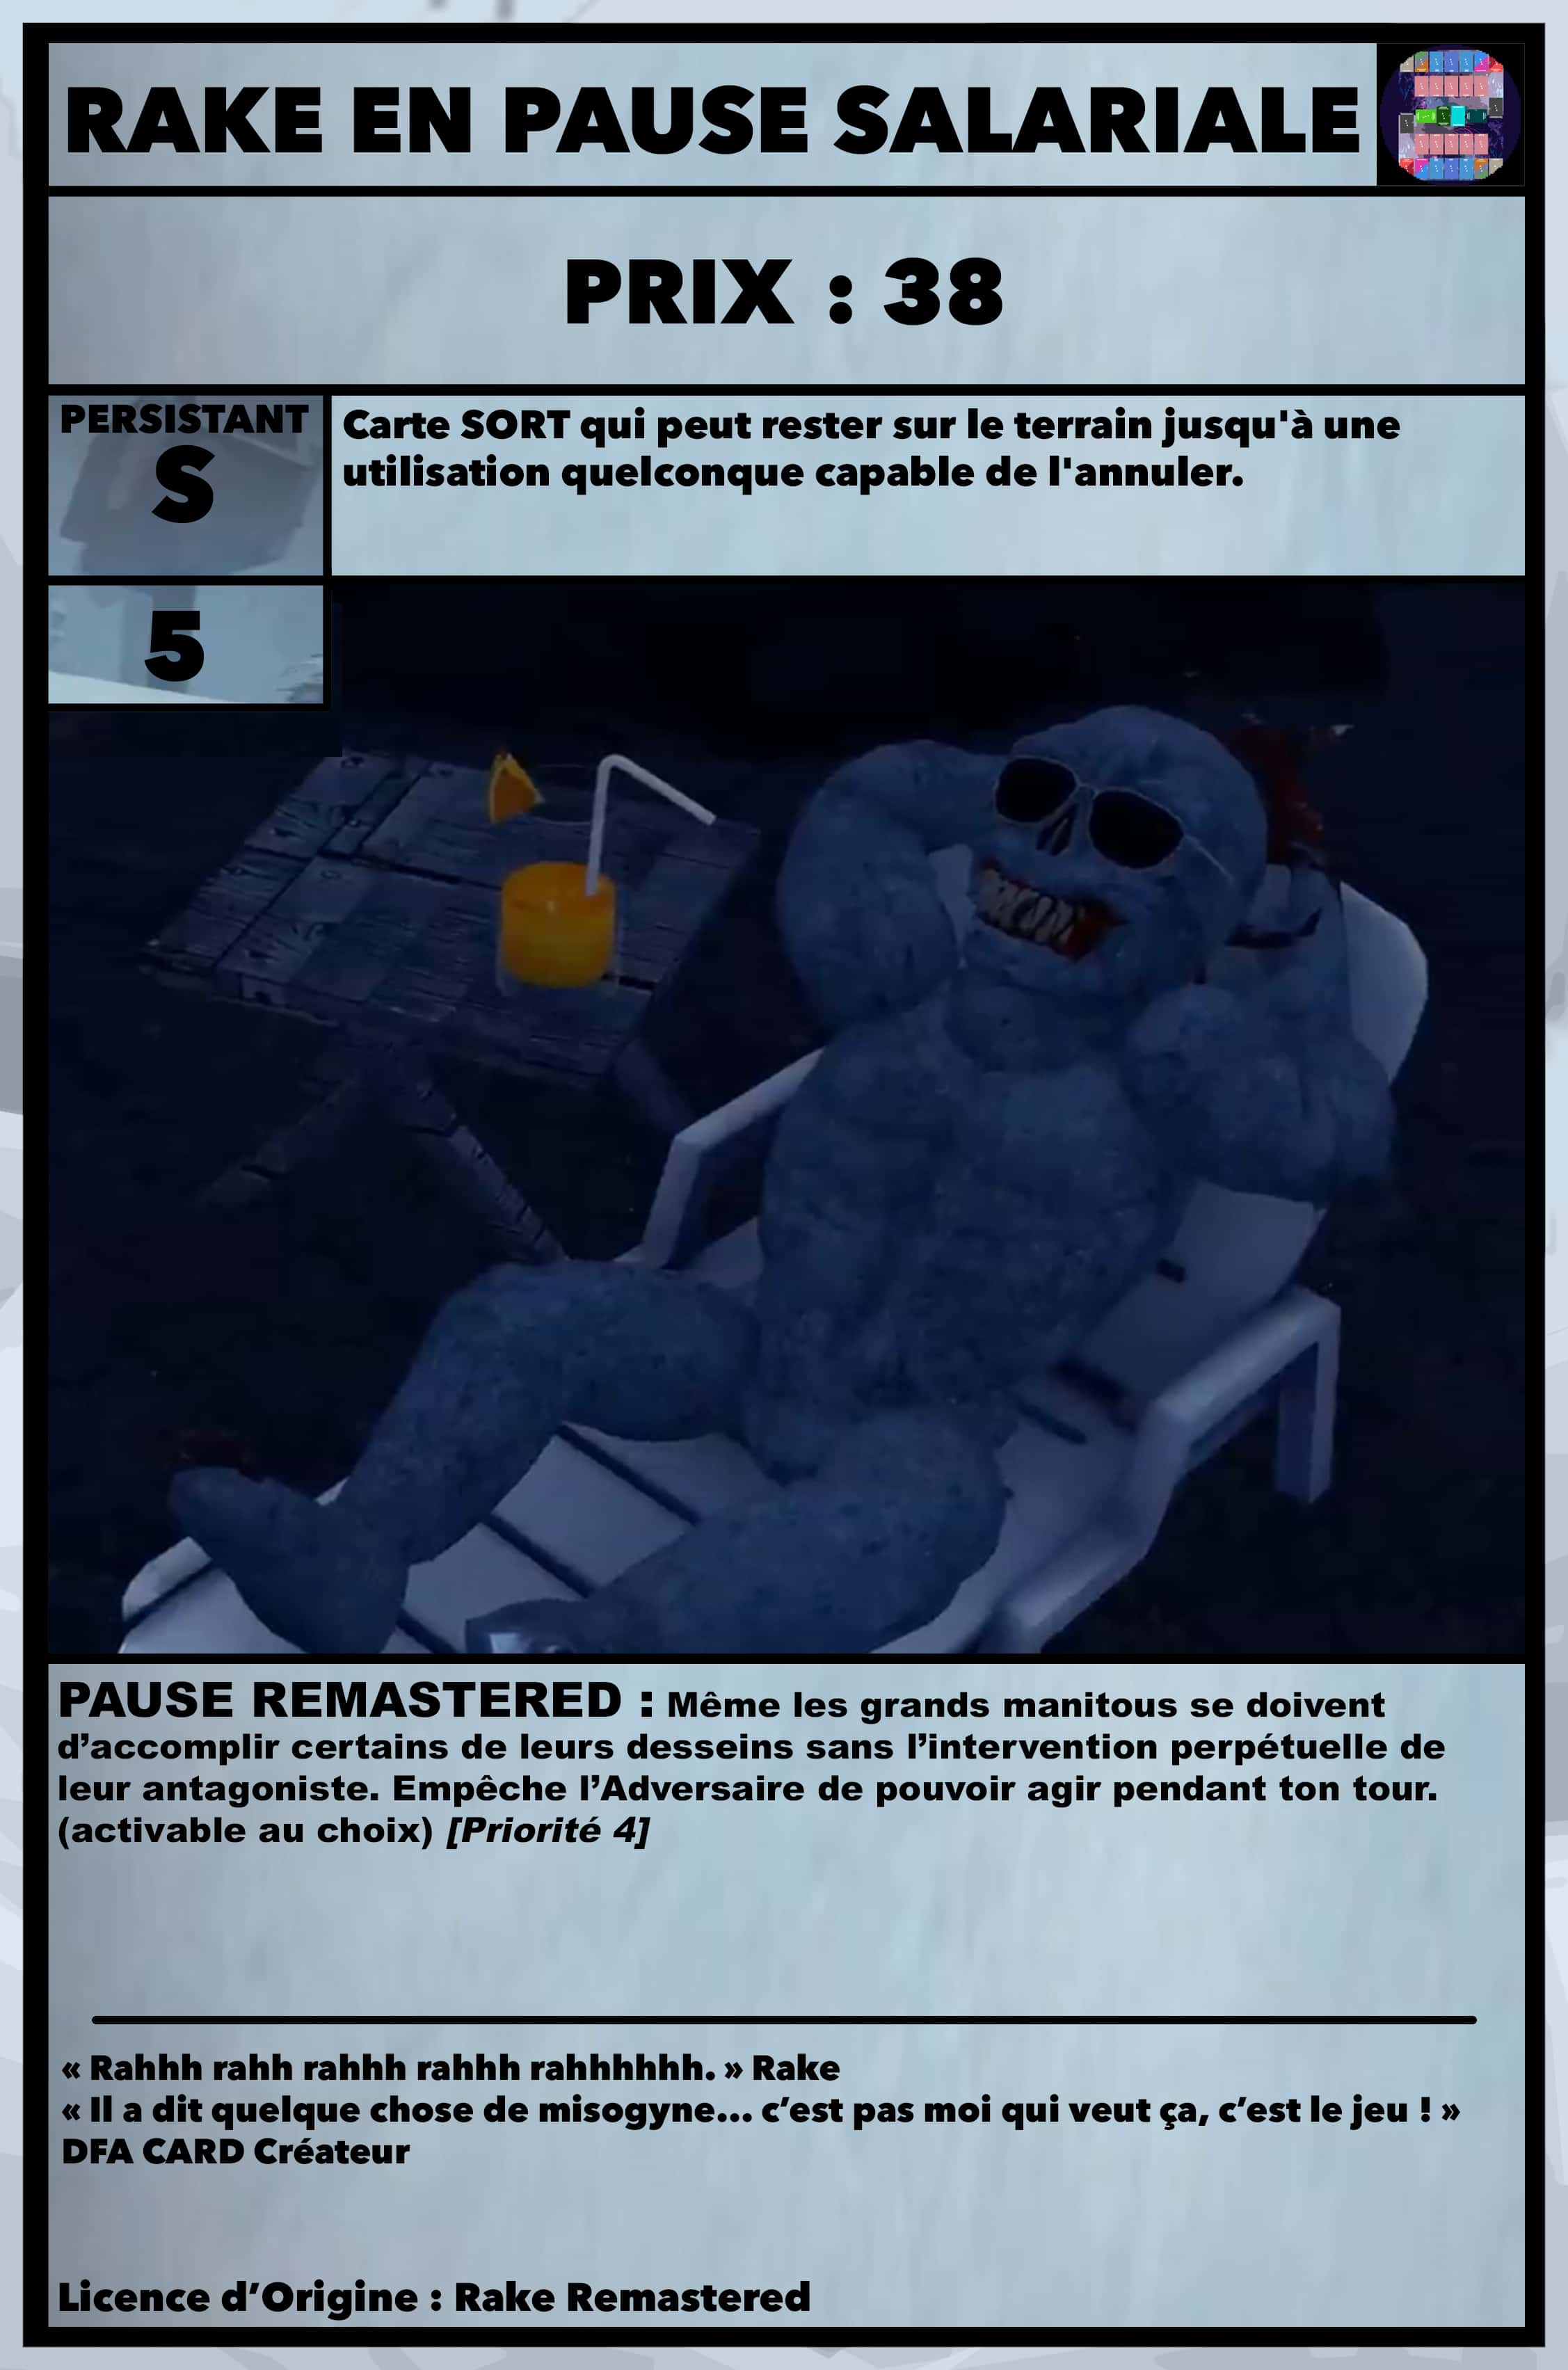 RAKE EN PAUSE SALARIALE
PRIX : 38
PERSISTANT
S
Carte SORT qui peut rester sur le terrain jusqu'à une
utilisation quelconque capable de l'annuler.
5
PAUSE REMASTERED : Même les grands manitous se doivent
d’accomplir certains de leurs desseins sans l’intervention perpétuelle de
leur antagoniste. Empêche l’Adversaire de pouvoir agir pendant ton tour.
(activable au choix) [Priorité 4]
« Rahhh rahh rahhh rahhh rahhhhhh. » Rake
« Il a dit quelque chose de misogyne... c’est pas moi qui veut ça, c’est le jeu ! »
DFA CARD Créateur
Licence d’Origine : Rake Remastered